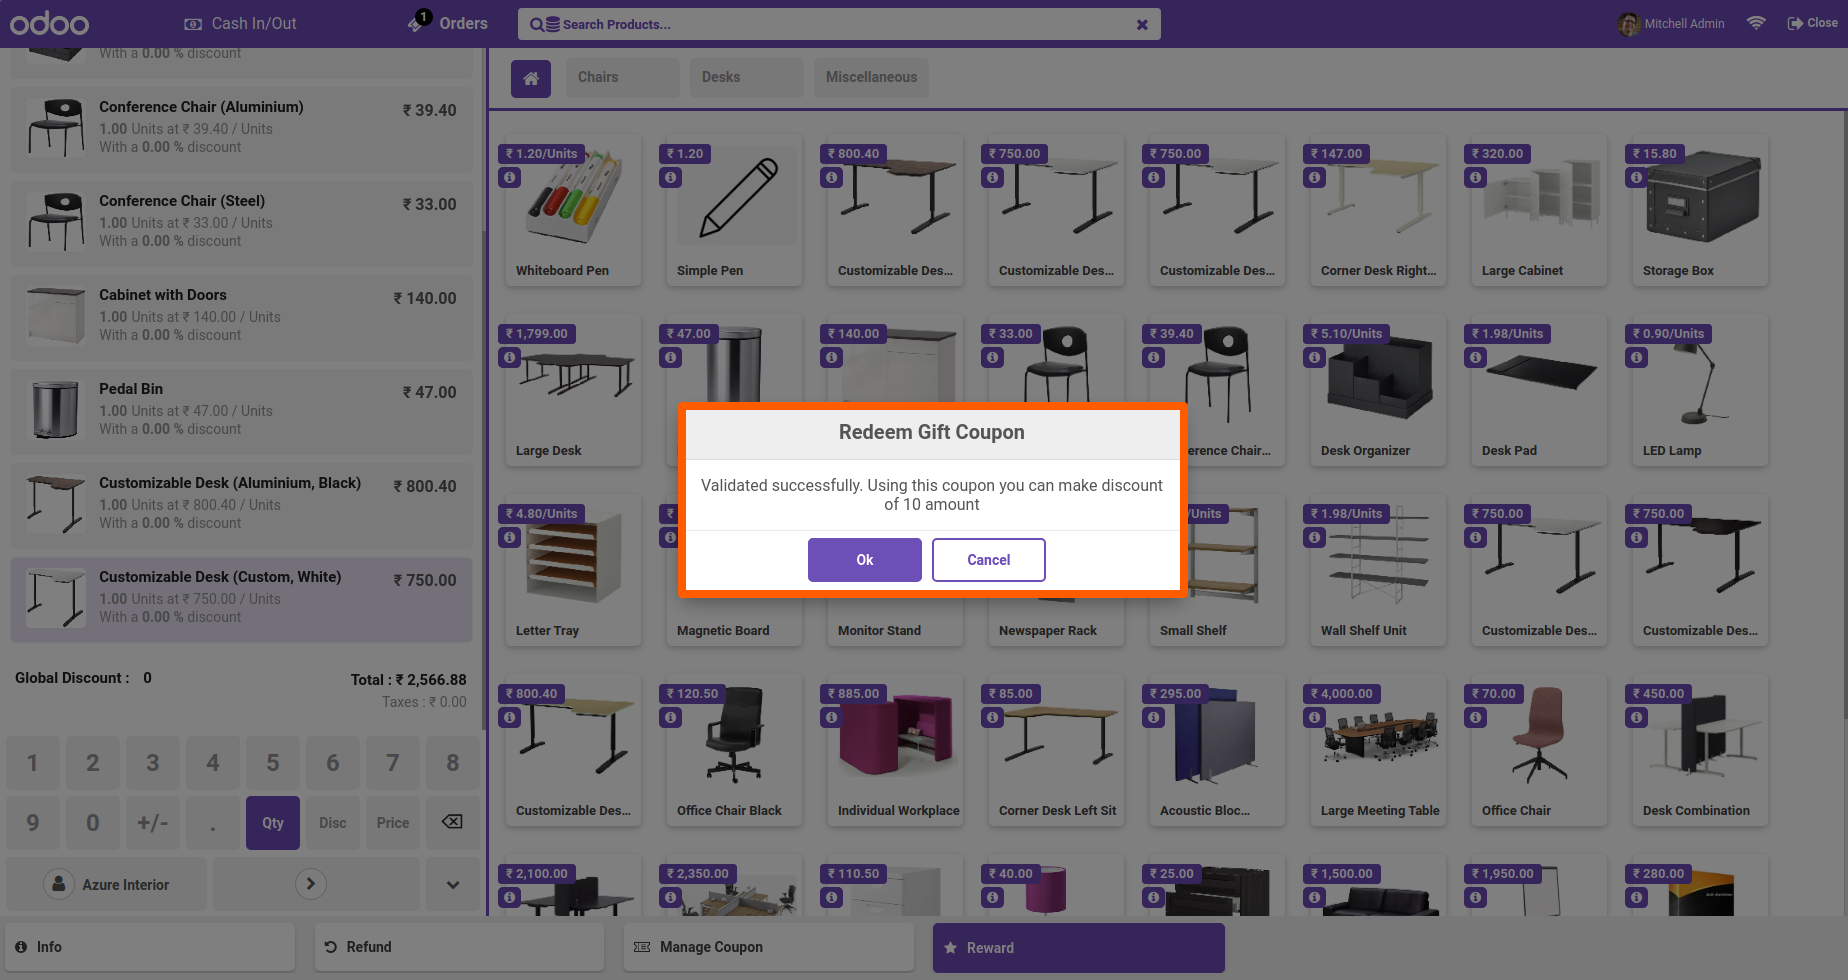 odoo
Cash In/Out
1
Orders
Search Products...
Mitchell Admin
Close
With a 0.00 % discount
Conference Chair (Aluminium)
₹ 39.40
1.00 Units at ₹ 39.40 / Units
With a 0.00 % discount
Conference Chair (Steel)
₹ 33.00
1.00 Units at ₹ 33.00 / Units
With a 0.00 % discount
Cabinet with Doors
₹ 140.00
1.00 Units at ₹ 140.00 / Units
With a 0.00 % discount
Pedal Bin
₹ 47.00
1.00 Units at ₹ 47.00 / Units
With a 0.00 % discount
Customizable Desk (Aluminium, Black)
₹ 800.40
1.00 Units at ₹ 800.40 / Units
With a 0.00 % discount
Customizable Desk (Custom, White)
₹ 750.00
1.00 Units at ₹ 750.00 / Units
With a 0.00 % discount
Global Discount : 0
Total : ₹ 2,566.88
Taxes : ₹ 0.00
1 2 3 4 5 6 7 8
9 0 +/- . Qty Disc Price
Azure Interior
Chairs
Desks
Miscellaneous
₹ 1.20/Units
Whiteboard Pen
₹ 1.20
Simple Pen
₹ 800.40
Customizable Des...
₹ 750.00
Customizable Des...
₹ 750.00
Customizable Des...
₹ 147.00
Corner Desk Right...
₹ 320.00
Large Cabinet
₹ 15.80
Storage Box
₹ 1,799.00
Large Desk
₹ 47.00
₹ 140.00
₹ 33.00
₹ 39.40
erence Chair...
₹ 5.10/Units
Desk Organizer
₹ 1.98/Units
Desk Pad
₹ 0.90/Units
LED Lamp
Redeem Gift Coupon
Validated successfully. Using this coupon you can make discount
of 10 amount
Ok
Cancel
₹ 4.80/Units
Letter Tray
₹
Magnetic Board
Monitor Stand
Newspaper Rack
/Units
Small Shelf
₹ 1.98/Units
Wall Shelf Unit
₹ 750.00
Customizable Des...
₹ 750.00
Customizable Des...
₹ 800.40
Customizable Des...
₹ 120.50
Office Chair Black
₹ 885.00
Individual Workplace
₹ 85.00
Corner Desk Left Sit
₹ 295.00
Acoustic Bloc...
₹ 4,000.00
Large Meeting Table
₹ 70.00
Office Chair
₹ 450.00
Desk Combination
₹ 2,100.00
₹ 2,350.00
₹ 110.50
₹ 40.00
₹ 25.00
₹ 1,500.00
₹ 1,950.00
₹ 280.00
Info
Refund
Manage Coupon
Reward